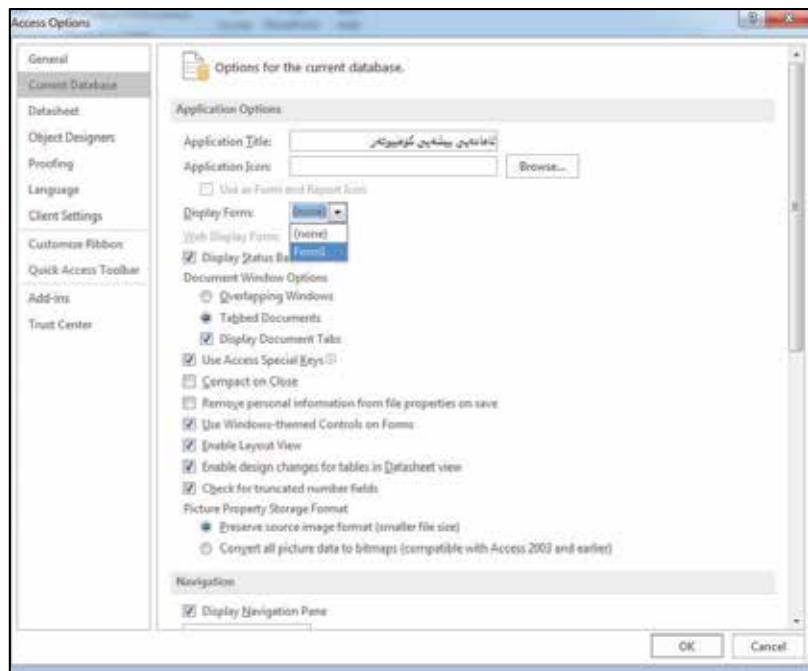 Access Options
General
Current Database
Datasheet
Object Designers
Proofing
Language
Client Settings
Customize Ribbon
Quick Access Toolbar
Add-ins
Trust Center
Options for the current database.
Application Options
Application Title:
پیشەیی
Application Icon:
Browse...
Use as Form and Report Icon
Display Form:
(none)
(none)
Form1
Web Display Form:
Display Status Ba
Document Window Options
Overlapping Windows
Tabbed Documents
Display Document Tabs
Use Access Special Keys
Compact on Close
Remove personal information from file properties on save
Use Windows-themed Controls on Forms
Enable Layout View
Enable design changes for tables in Datasheet view
Check for truncated number fields
Picture Property Storage Format
Preserve source image format (smaller file size)
Convert all picture data to bitmaps (compatible with Access 2003 and earlier)
Navigation
Display Navigation Pane
OK
Cancel